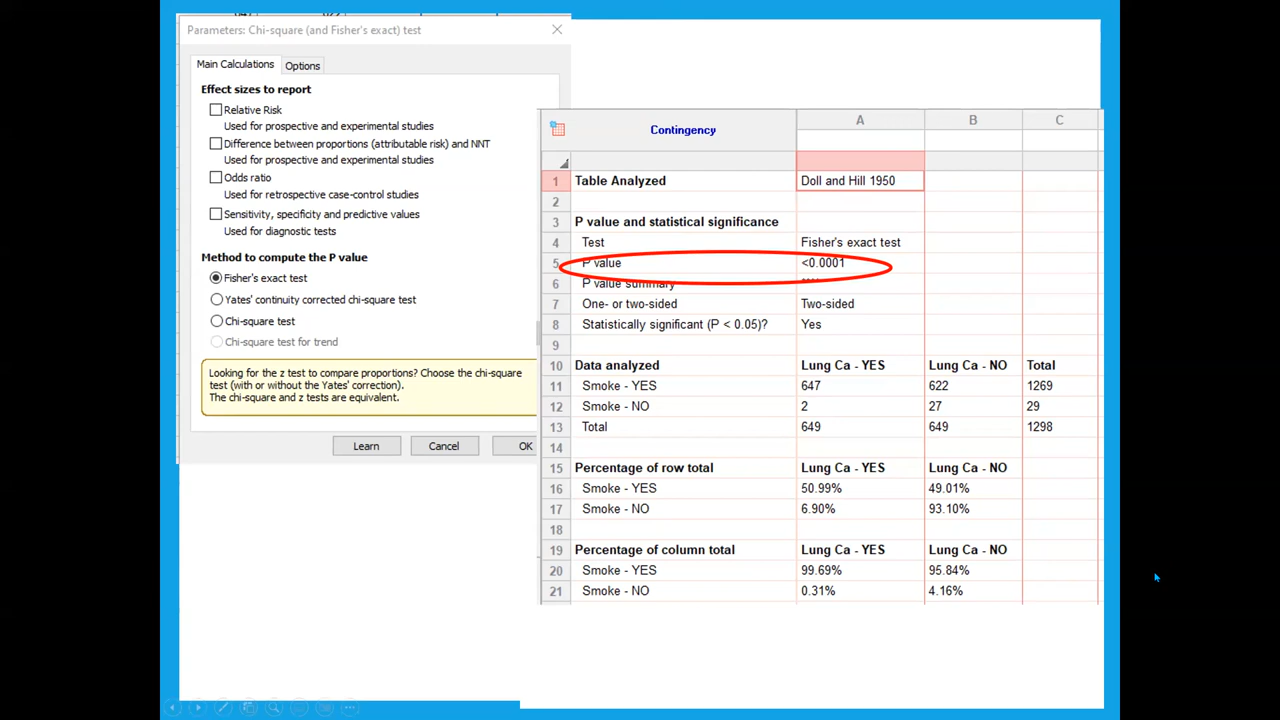 Parameters: Chi-square (and Fisher's exact) test
Main Calculations Options
Effect sizes to report
Relative Risk
Used for prospective and experimental studies
Difference between proportions (attributable risk) and NNT
Used for prospective and experimental studies
Odds ratio
Used for retrospective case-control studies
Sensitivity, specificity and predictive values
Used for diagnostic tests
Method to compute the P value
Fisher's exact test
Yates' continuity corrected chi-square test
Chi-square test
Chi-square test for trend
Looking for the z test to compare proportions? Choose the chi-square
test (with or without the Yates' correction).
The chi-square and z tests are equivalent.
Learn Cancel OK
Contingency A B C
1 Table Analyzed Doll and Hill 1950
2
3 P value and statistical significance
4 Test Fisher's exact test
5 P value <0.0001
6 P value summary
7 One- or two-sided Two-sided
8 Statistically significant (P < 0.05)? Yes
9
10 Data analyzed Lung Ca - YES Lung Ca - NO Total
11 Smoke - YES 647 622 1269
12 Smoke - NO 2 27 29
13 Total 649 649 1298
14
15 Percentage of row total Lung Ca - YES Lung Ca - NO
16 Smoke - YES 50.99% 49.01%
17 Smoke - NO 6.90% 93.10%
18
19 Percentage of column total Lung Ca - YES Lung Ca - NO
20 Smoke - YES 99.69% 95.84%
21 Smoke - NO 0.31% 4.16%